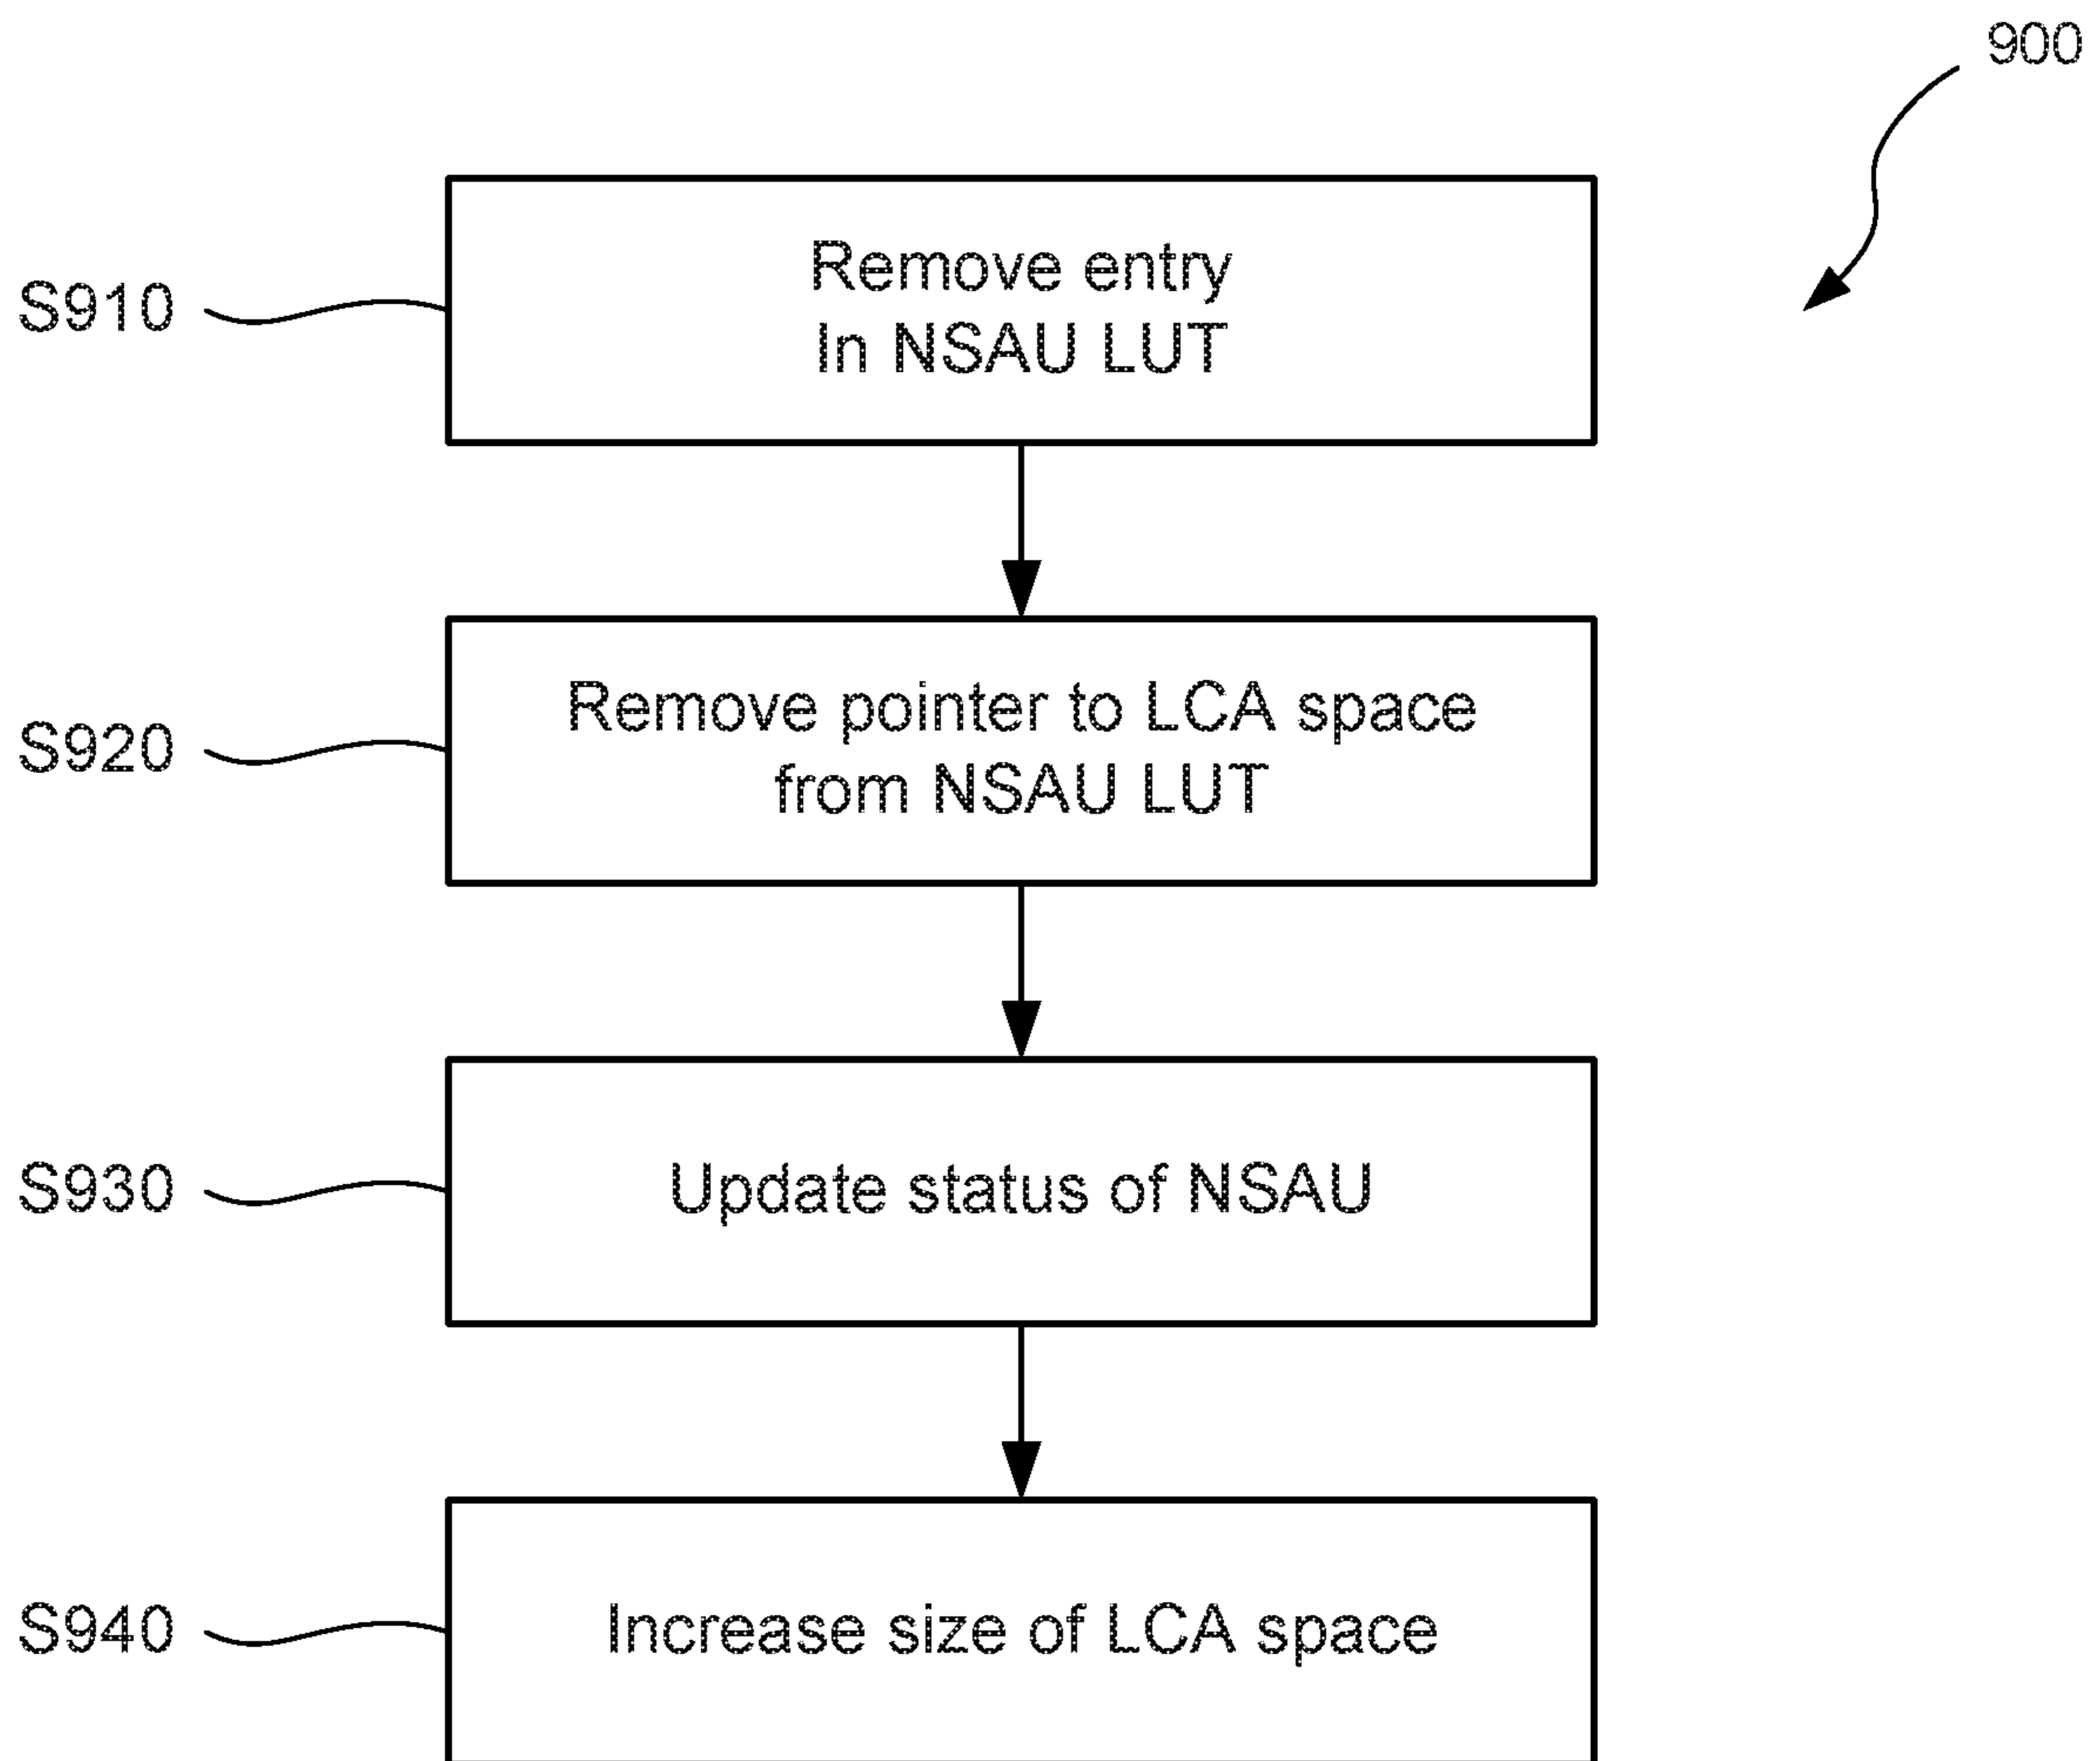 900
S910
Remove entry
In NSAU LUT
S920
Remove pointer to LCA space
from NSAU LUT
S930
Update status of NSAU
S940
Increase size of LCA space